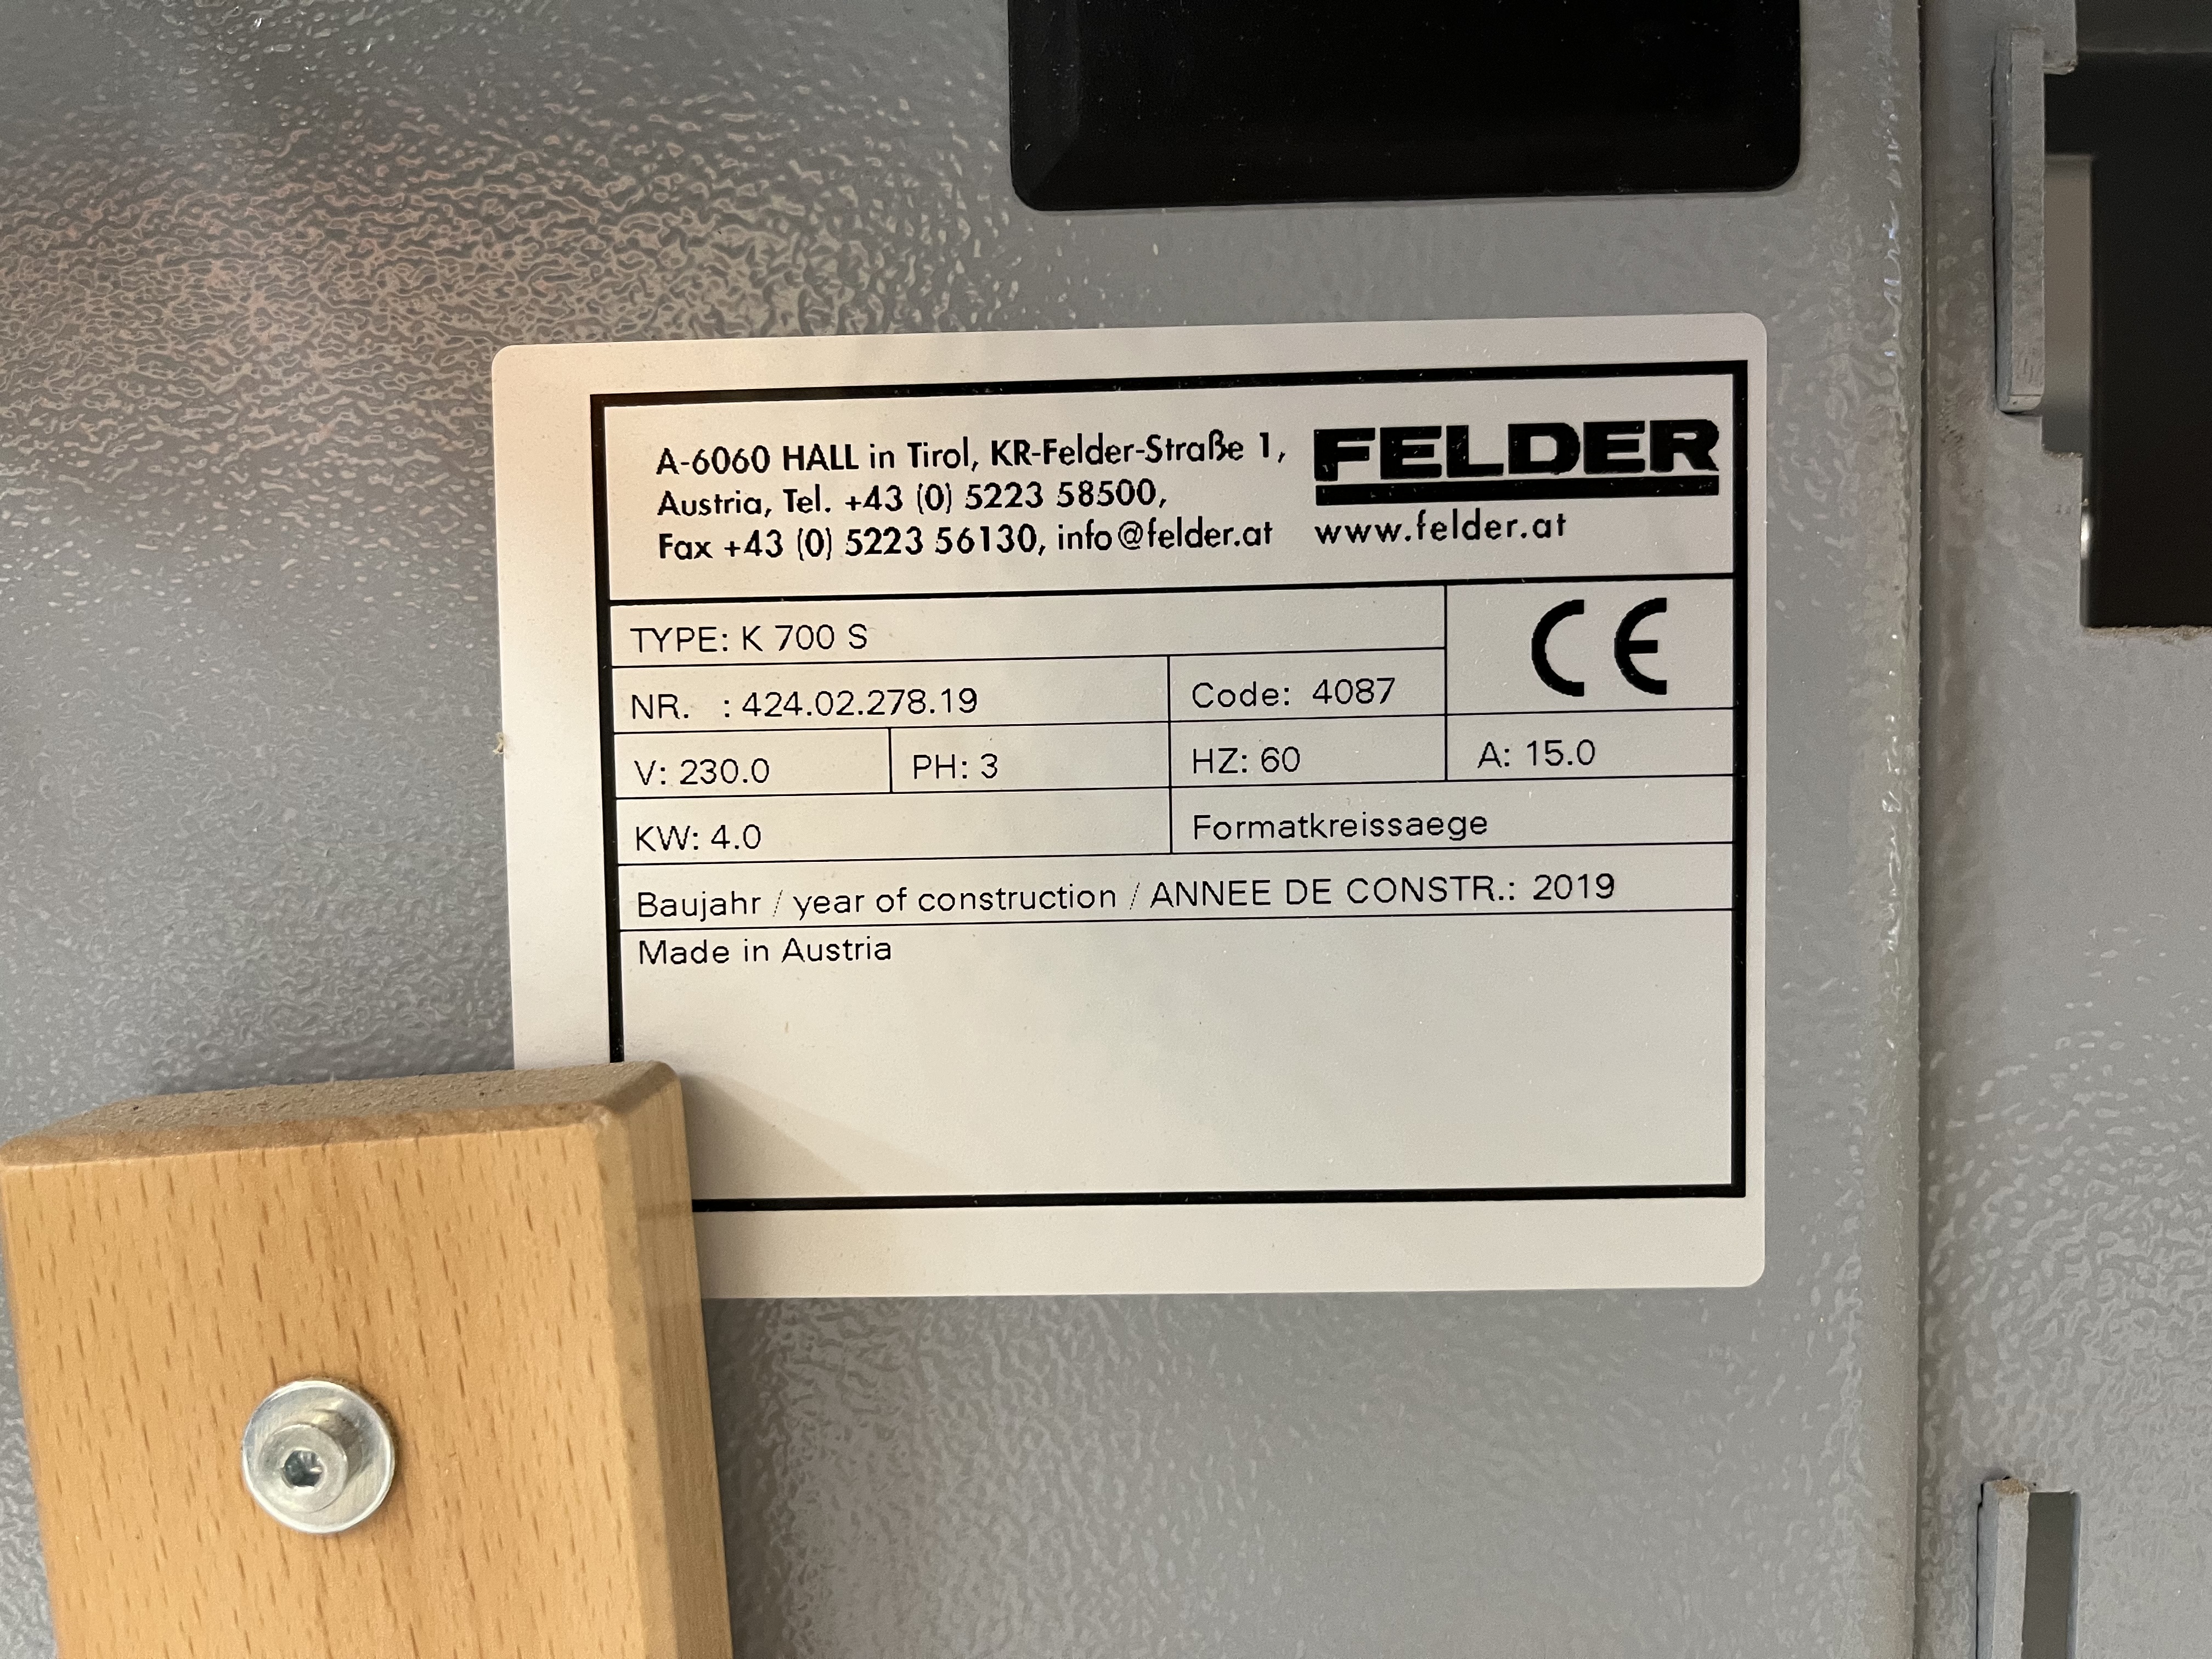 A-6060 HALL in Tirol, KR-Felder-Straße 1,
Austria, Tel. +43 (0) 5223 58500,
Fax +43 (0) 5223 56130, info@felder.at
FELDER
www.felder.at
TYPE: K 700 S
CE
NR. : 424.02.278.19
Code: 4087
V: 230.0
PH: 3
HZ: 60
A: 15.0
KW: 4.0
Formatkreissaege
Baujahr / year of construction / ANNEE DE CONSTR.: 2019
Made in Austria